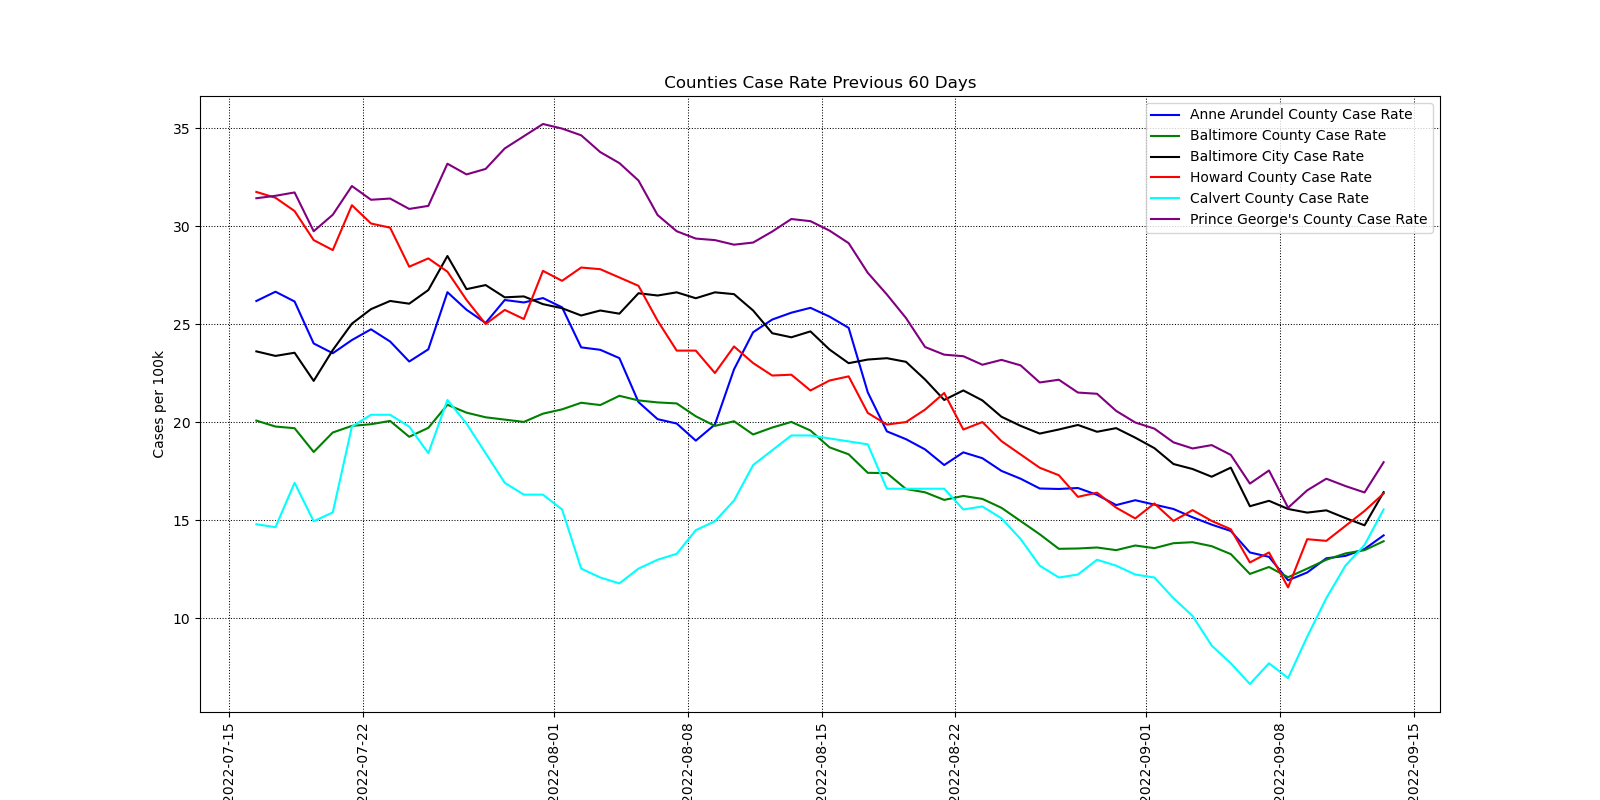 Counties Case Rate Previous 60 Days
Anne Arundel County Case Rate
Baltimore County Case Rate
Baltimore City Case Rate
Howard County Case Rate
Calvert County Case Rate
Prince George's County Case Rate
Cases per 100k
35
30
25
20
15
10
2022-07-15
2022-07-22
2022-08-01
2022-08-08
2022-08-15
2022-08-22
2022-09-01
2022-09-08
2022-09-15